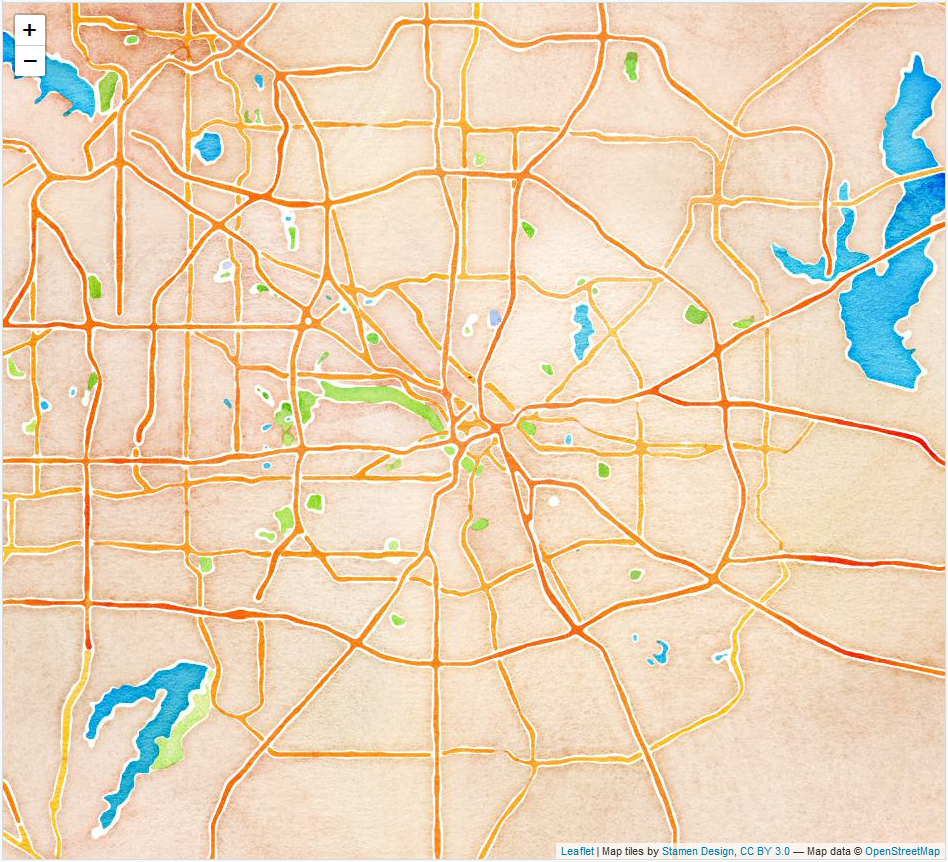 +
−
Leaflet | Map tiles by Stamen Design, CC BY 3.0 — Map data © OpenStreetMap